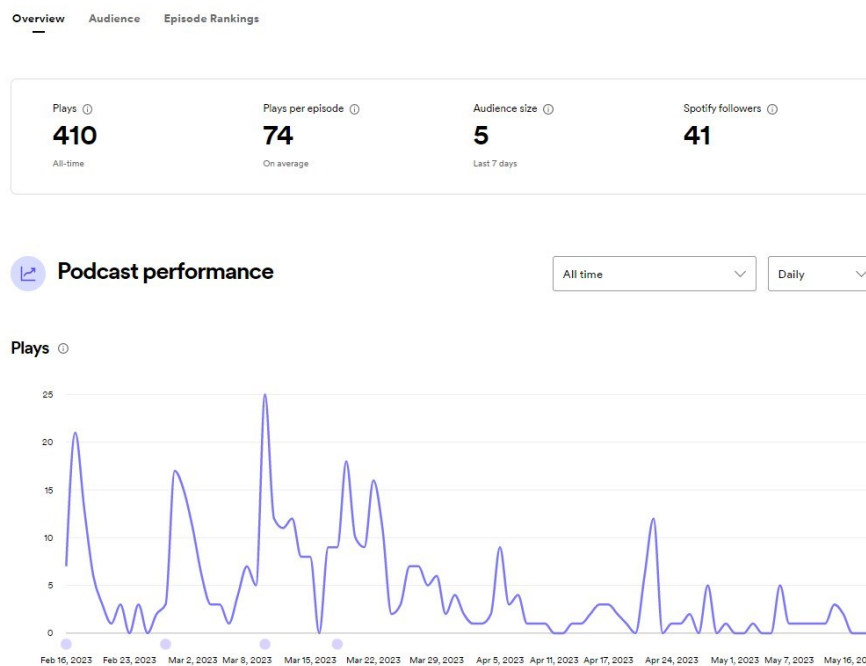 Overview Audience Episode Rankings
Plays Plays per episode Audience size Spotify followers
410 74 5 41
All-time On average Last 7 days
Podcast performance All time Daily
Plays
25
20
15
10
5
0
Feb 16, 2023 Feb 23, 2023 Mar 2, 2023 Mar 8, 2023 Mar 15, 2023 Mar 22, 2023 Mar 29, 2023 Apr 5, 2023 Apr 11, 2023 Apr 17, 2023 Apr 24, 2023 May 1, 2023 May 7, 2023 May 16, 20